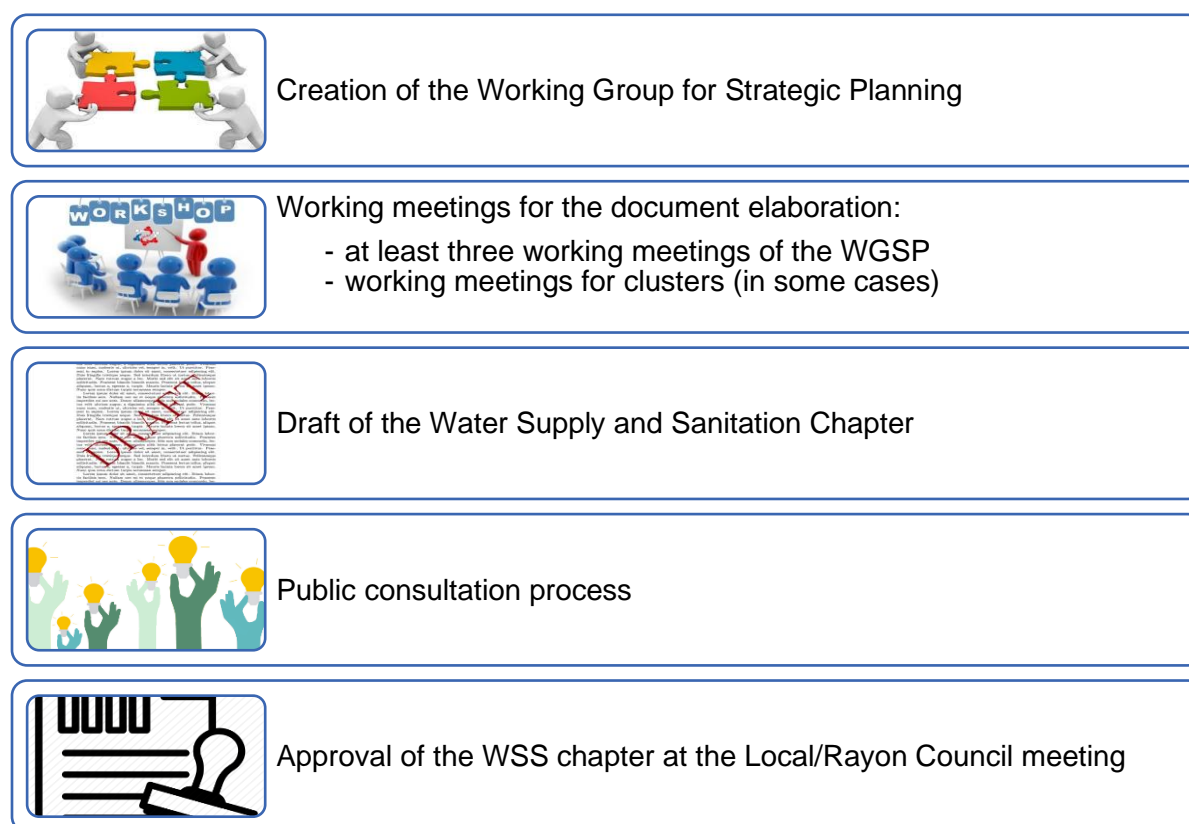 Creation of the Working Group for Strategic Planning
WORKSHOP
Working meetings for the document elaboration:
- at least three working meetings of the WGSP
- working meetings for clusters (in some cases)
DRAFT
Draft of the Water Supply and Sanitation Chapter
Public consultation process
Approval of the WSS chapter at the Local/Rayon Council meeting